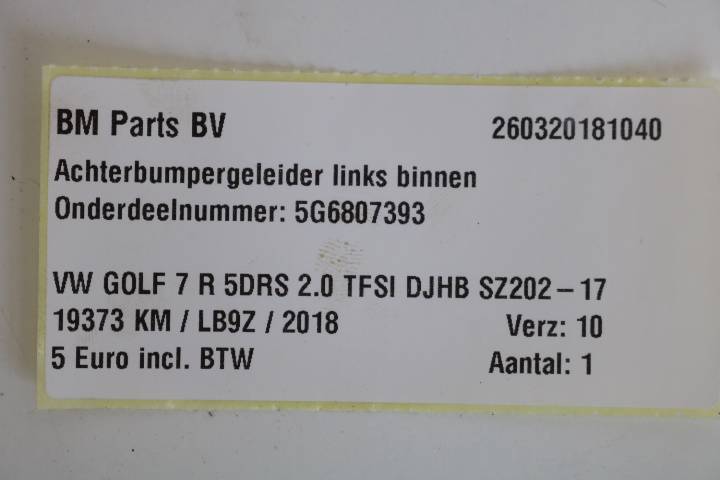 BM Parts BV 260320181040
Achterbumpergeleider links binnen
Onderdeelnummer: 5G6807393
VW GOLF 7 R 5DRS 2.0 TFSI DJHB SZ202-17
19373 KM / LB9Z / 2018 Verz: 10
5 Euro incl. BTW Aantal: 1